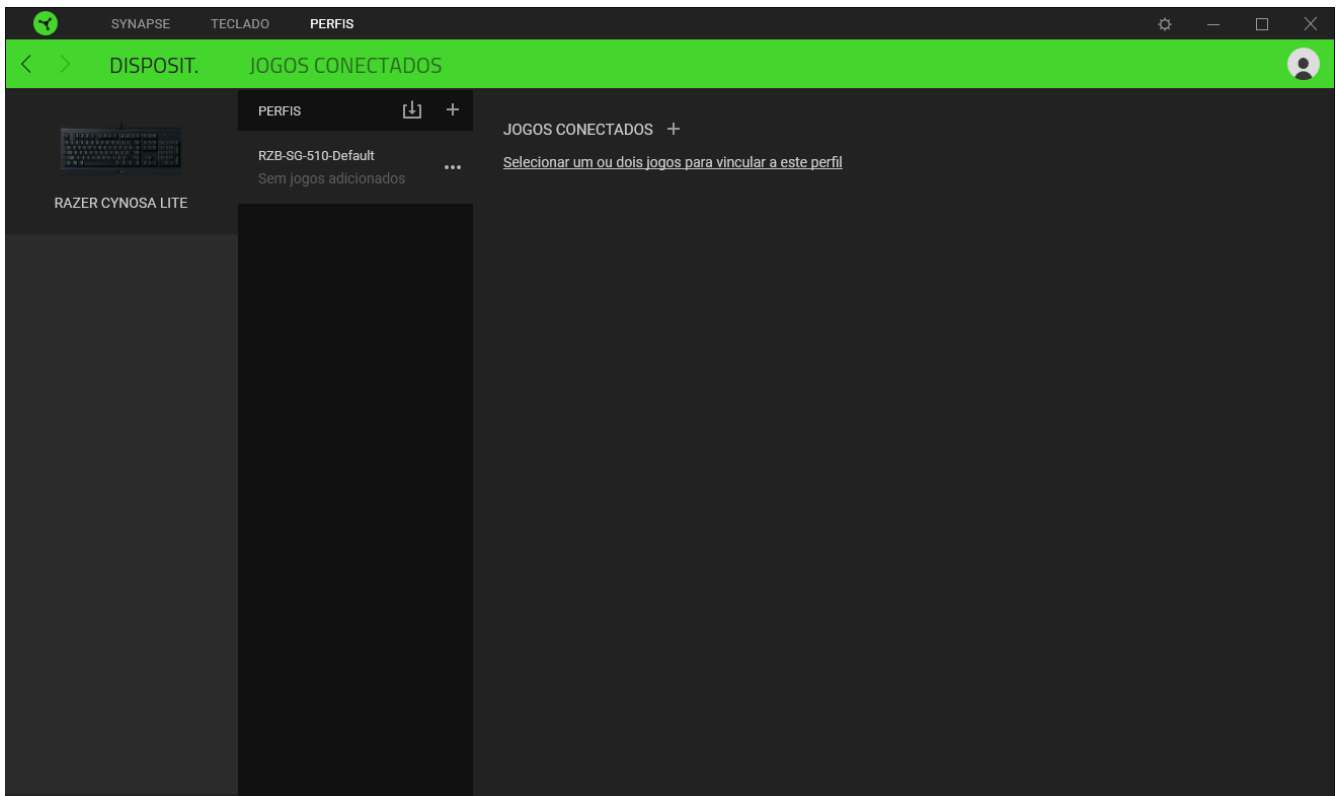 SYNAPSE TECLADO PERFIS
DISPOSIT. JOGOS CONECTADOS
RAZER CYNOSA LITE
PERFIS
RZB-SG-510-Default
Sem jogos adicionados
JOGOS CONECTADOS +
Selecionar um ou dois jogos para vincular a este perfil